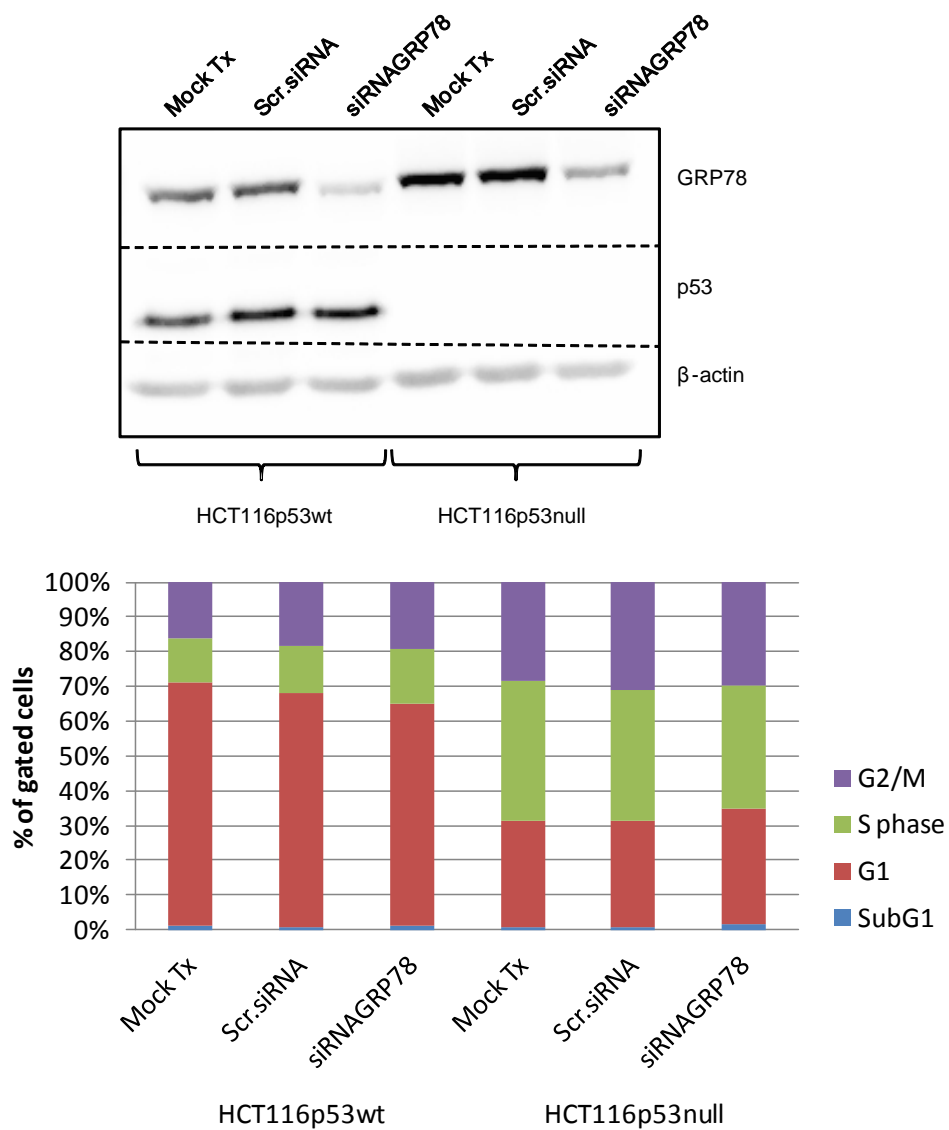 Mock Tx Scr.siRNA siRNAGRP78 Mock Tx Scr.siRNA siRNAGRP78
GRP78
p53
β-actin
HCT116p53wt HCT116p53null
100%
90%
80%
70%
60%
50%
40%
30%
20%
10%
0%
% of gated cells
G2/M
S phase
G1
SubG1
Mock Tx Scr.siRNA siRNAGRP78 Mock Tx Scr.siRNA siRNAGRP78
HCT116p53wt HCT116p53null